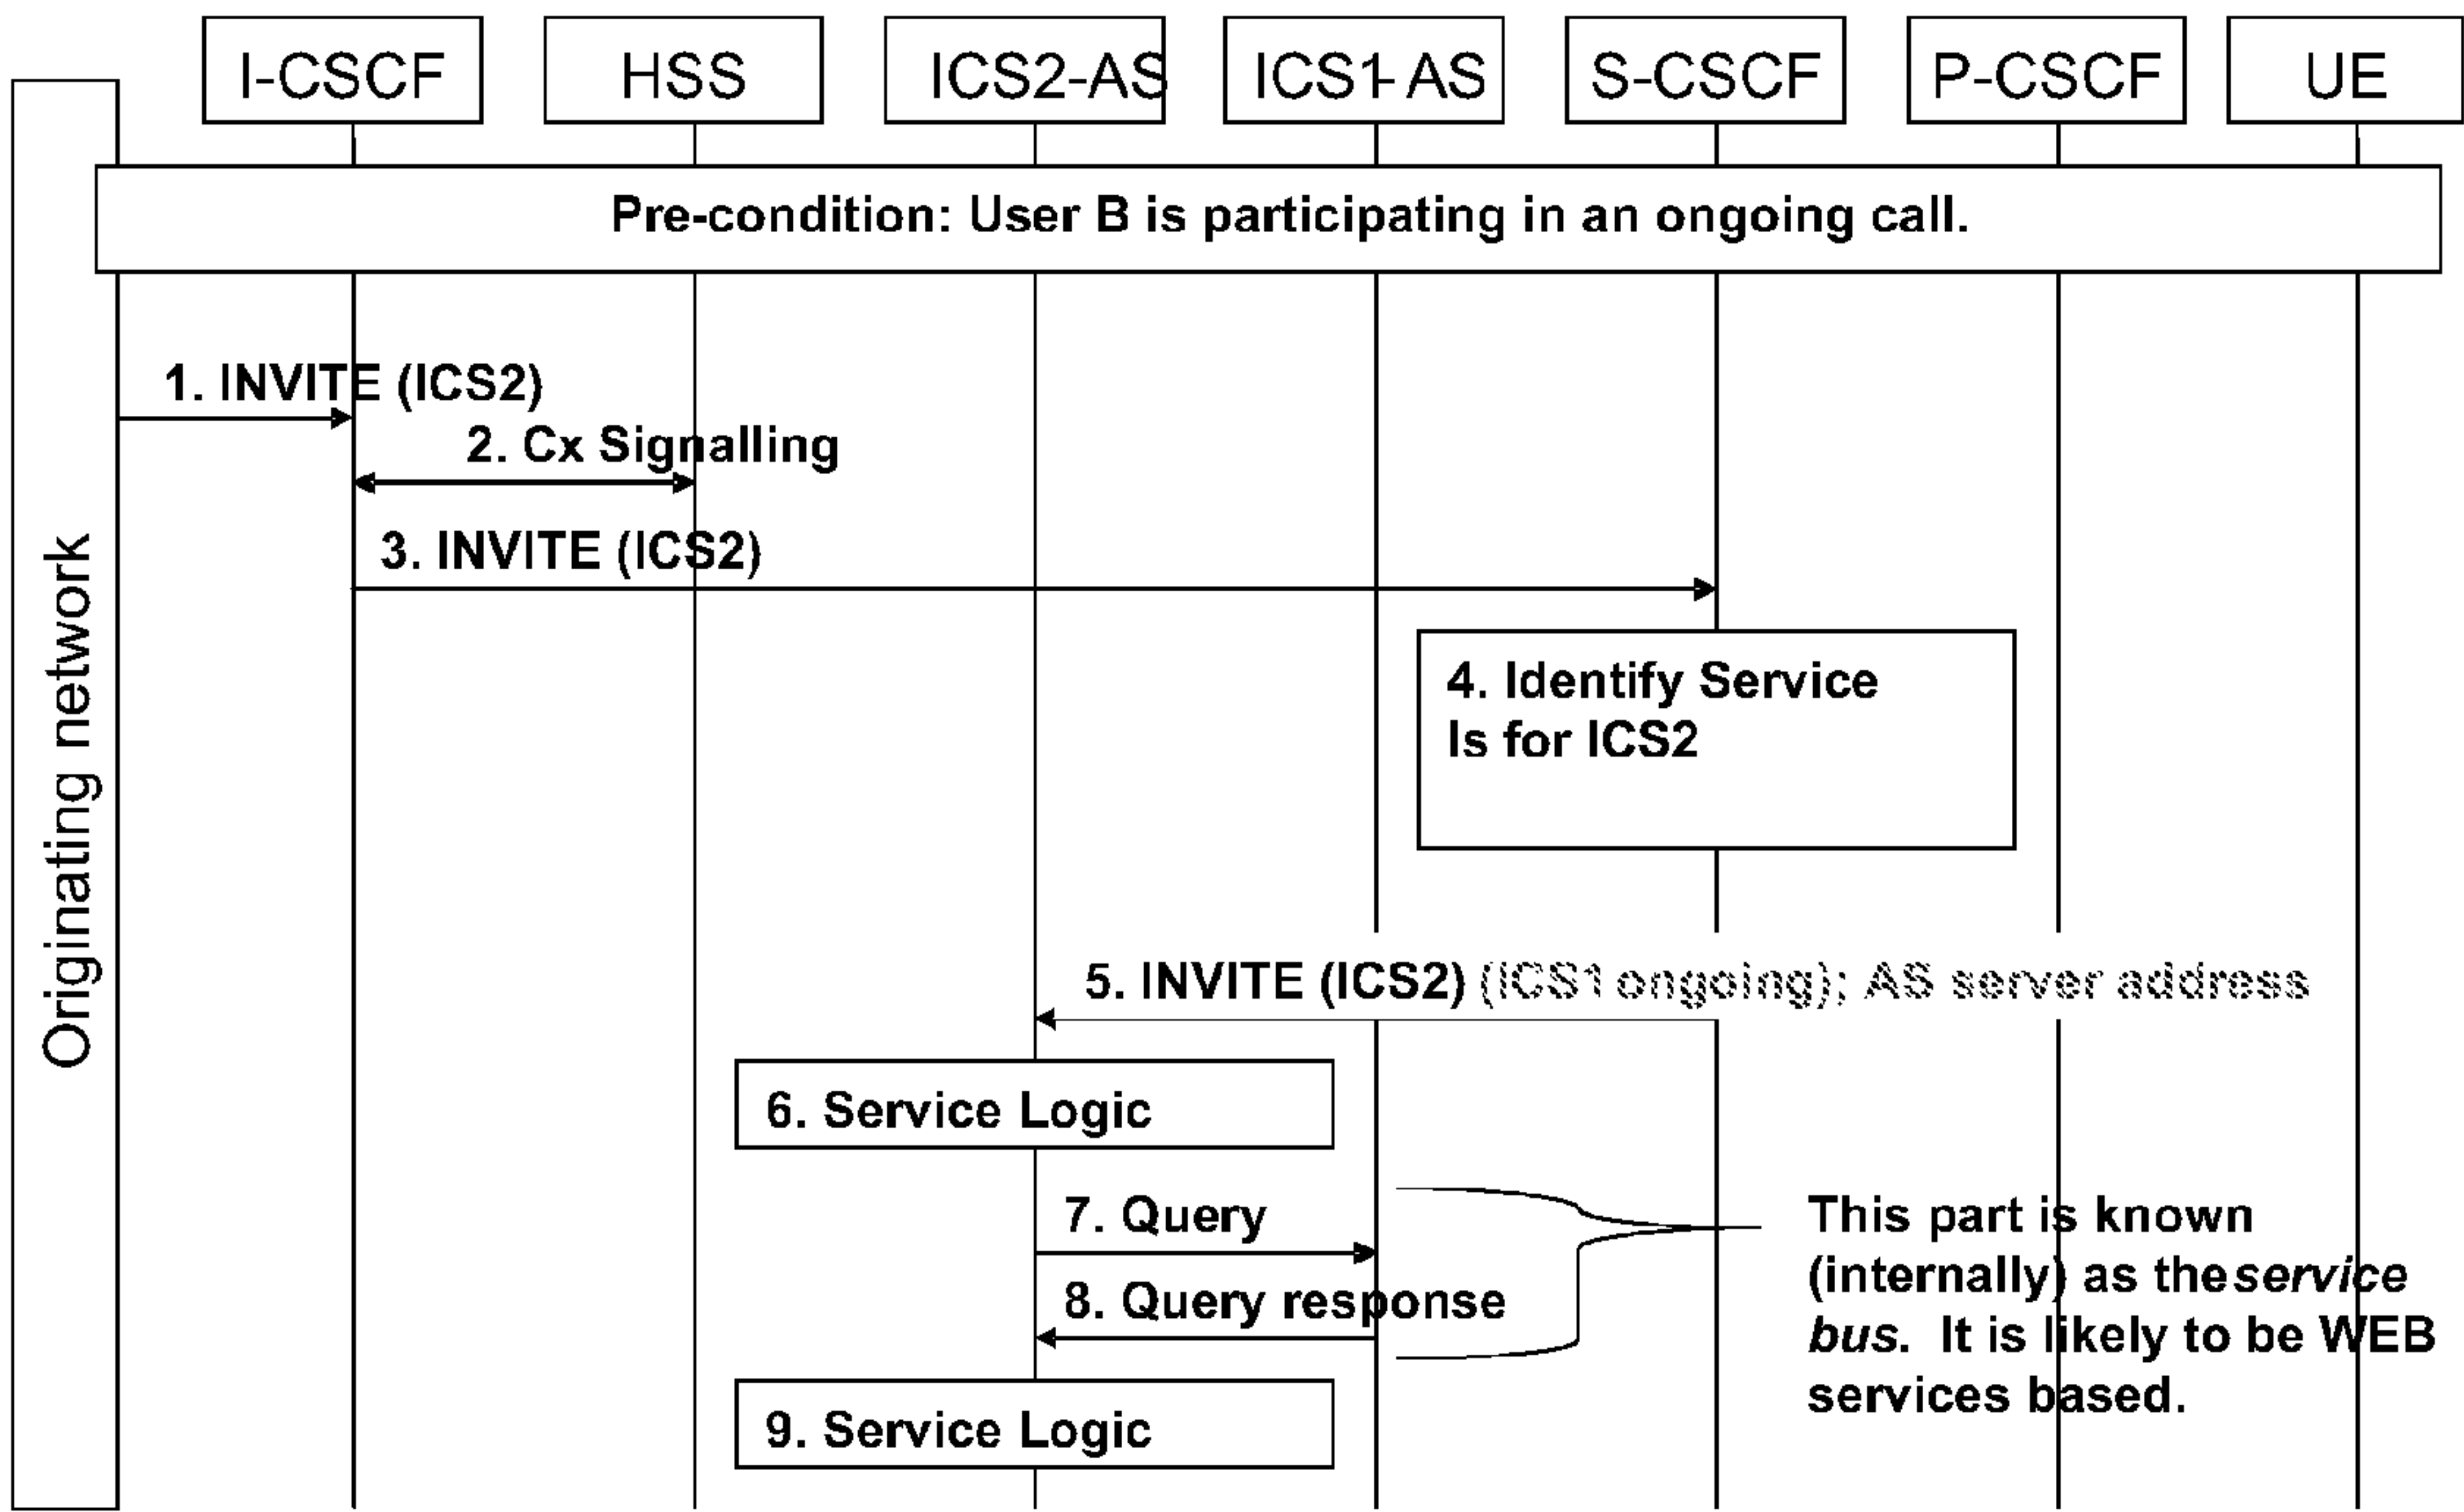 I-CSCF
HSS
ICS2-AS
ICS1-AS
S-CSCF
P-CSCF
UE
Originating network
Pre-condition: User B is participating in an ongoing call.
1. INVITE (ICS2)
2. Cx Signalling
3. INVITE (ICS2)
4. Identify Service
Is for ICS2
5. INVITE (ICS2) (ICS1 ongoing); AS server address
6. Service Logic
7. Query
8. Query response
9. Service Logic
This part is known
(internally) as the service
bus. It is likely to be WEB
services based.